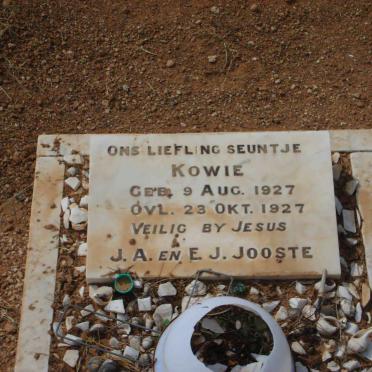 ONS LIEFLING SEUNTJE
KOWIE
GEB. 9 AUG. 1927
OVL. 23 OKT. 1927
VEILIG BY JESUS
J. A. EN E. J. JOOSTE